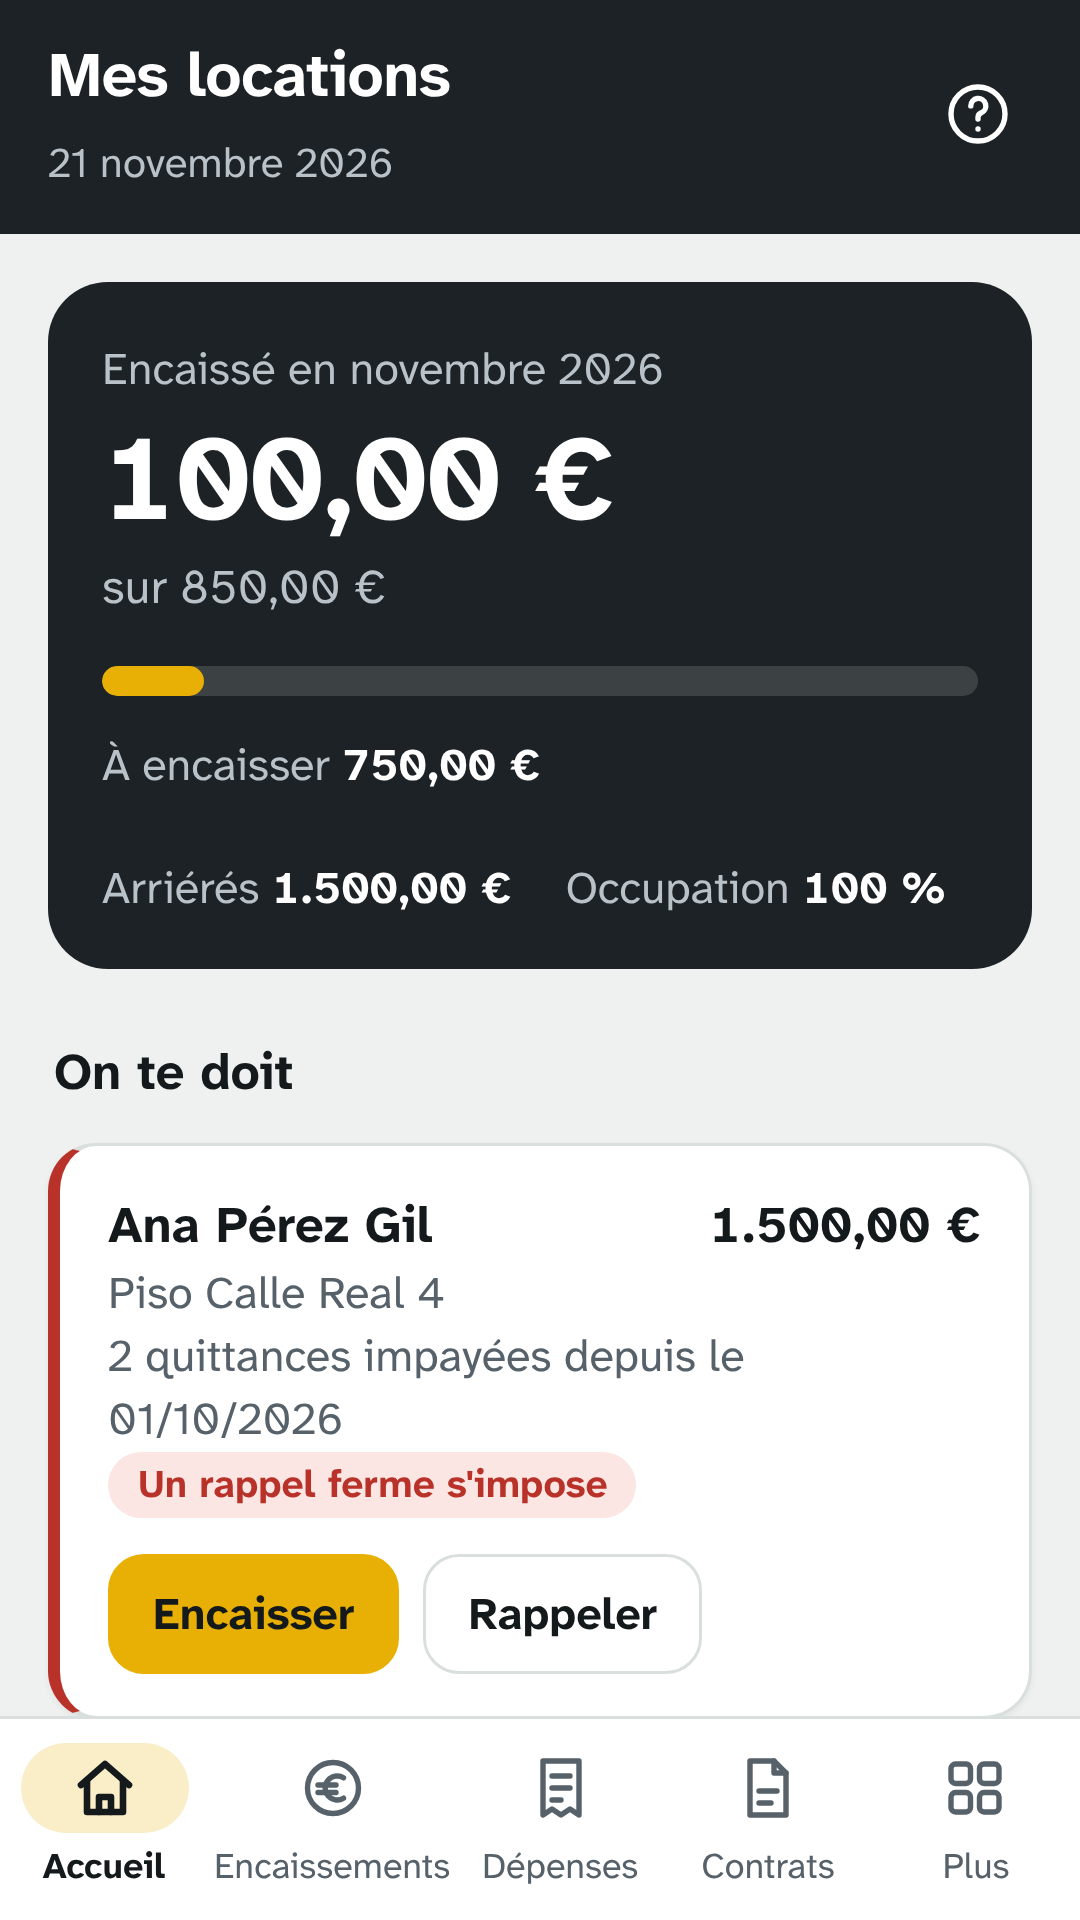 Mes locations
21 novembre 2026
Encaissé en novembre 2026
100,00 €
sur 850,00 €
À encaisser 750,00 €
Arriérés 1.500,00 € Occupation 100 %
On te doit
Ana Pérez Gil 1.500,00 €
Piso Calle Real 4
2 quittances impayées depuis le
01/10/2026
Un rappel ferme s'impose
Encaisser Rappeler
Accueil Encaissements Dépenses Contrats Plus